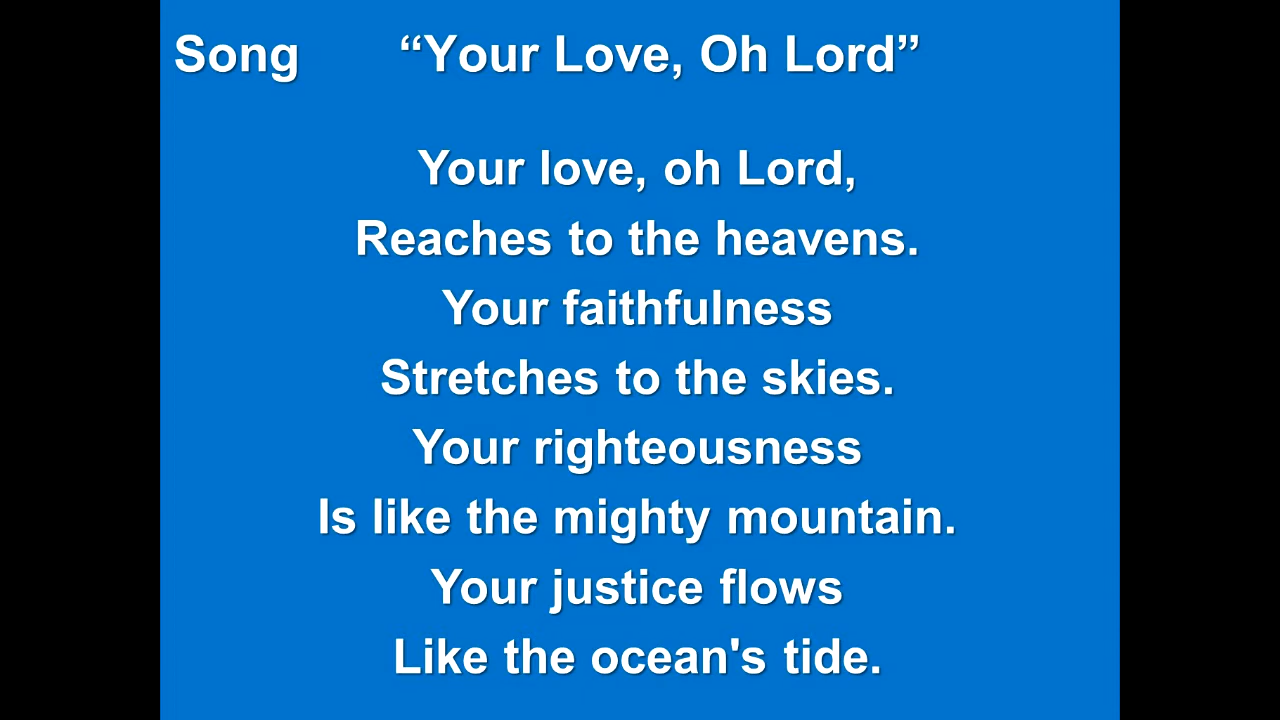 Song “Your Love, Oh Lord”
Your love, oh Lord,
Reaches to the heavens.
Your faithfulness
Stretches to the skies.
Your righteousness
Is like the mighty mountain.
Your justice flows
Like the ocean's tide.